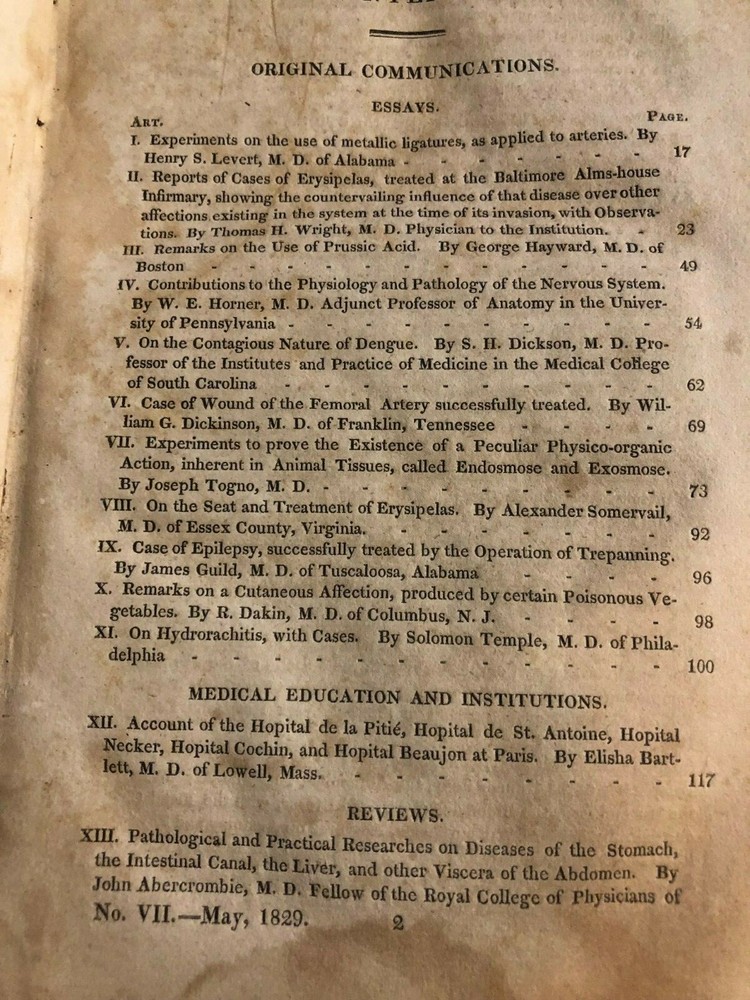 ORIGINAL COMMUNICATIONS.
ESSAYS.
ART. PAGE.
I. Experiments on the use of metallic ligatures, as applied to arteries. By
Henry S. Levert, M. D. of Alabama - - - - - - - 17
II. Reports of Cases of Erysipelas, treated at the Baltimore Alms-house
Infirmary, showing the countervailing influence of that disease over other
affections existing in the system at the time of its invasion, with Observa-
tions. By Thomas H. Wright, M. D. Physician to the Institution. - 23
III. Remarks on the Use of Prussic Acid. By George Hayward, M. D. of
Boston - - - - - - - - - - - - 49
IV. Contributions to the Physiology and Pathology of the Nervous System.
By W. E. Horner, M. D. Adjunct Professor of Anatomy in the Univer-
sity of Pennsylvania - - - - - - - - - - 54
V. On the Contagious Nature of Dengue. By S. H. Dickson, M. D. Pro-
fessor of the Institutes and Practice of Medicine in the Medical College
of South Carolina - - - - - - - - - - 62
VI. Case of Wound of the Femoral Artery successfully treated. By Wil-
liam G. Dickinson, M. D. of Franklin, Tennessee - - - - 69
VII. Experiments to prove the Existence of a Peculiar Physico-organic
Action, inherent in Animal Tissues, called Endosmose and Exosmose.
By Joseph Togno, M. D. - - - - - - - - - 73
VIII. On the Seat and Treatment of Erysipelas. By Alexander Somervail,
M. D. of Essex County, Virginia. - - - - - - - 92
IX. Case of Epilepsy, successfully treated by the Operation of Trepanning.
By James Guild, M. D. of Tuscaloosa, Alabama - - - - 96
X. Remarks on a Cutaneous Affection, produced by certain Poisonous Ve-
getables. By R. Dakin, M. D. of Columbus, N. J. - - - - 98
XI. On Hydrorachitis, with Cases. By Solomon Temple, M. D. of Phila-
delphia - - - - - - - - - - - - 100
MEDICAL EDUCATION AND INSTITUTIONS.
XII. Account of the Hopital de la Pitié, Hopital de St. Antoine, Hopital
Necker, Hopital Cochin, and Hopital Beaujon at Paris. By Elisha Bart-
lett, M. D. of Lowell, Mass. - - - - - - - - 117
REVIEWS.
XIII. Pathological and Practical Researches on Diseases of the Stomach,
the Intestinal Canal, the Liver, and other Viscera of the Abdomen. By
John Abercrombie, M. D. Fellow of the Royal College of Physicians of
No. VII.—May, 1829. 2